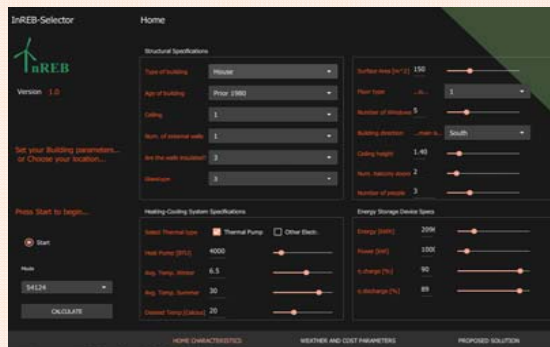 InREB-Selector
Home
InREB
Version 1.0
Set your Building parameters...
or Choose your location...
Press Start to begin...
Start
Mode
54124
CALCULATE
Structural Specifications
Type of building
House
Age of building
Prior 1980
Ceiling
1
Num. of external walls
1
Are the walls insulated?
3
Glasstype
3
Surface Area [m^2]
150
Floor type
1
Number of Windows
5
Building direction
South
Ceiling height
1.40
Num. balcony doors
2
Number of people
3
Heating-Cooling System Specifications
Select Thermal type
Thermal Pump
Other Electr.
Heat Pump [BTU]
4000
Avg. Temp. Winter
6.5
Avg. Temp. Summer
30
Desired Temp.[Celsius]
20
Energy Storage Device Specs
Energy [kWh]
Power [kW]
n charge [%]
90
n discharge [%]
89
HOME CHARACTERISTICS
WEATHER AND COST PARAMETERS
PROPOSED SOLUTION